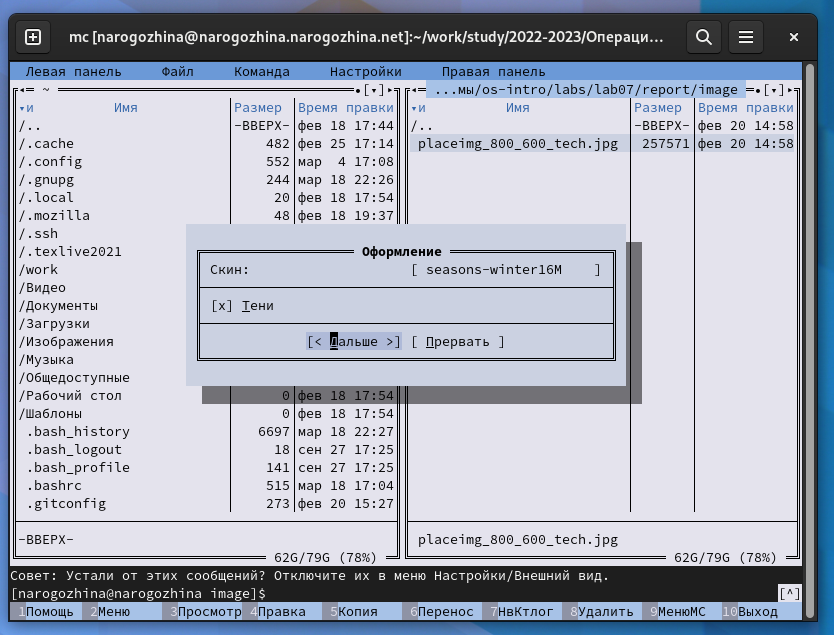 mc [narogozhina@narogozhina.narogozhina.net]:~/work/study/2022-2023/Операци...
Левая панель Файл Команда Настройки Правая панель
~ [▾] ...мы/os-intro/labs/lab07/report/image [▾]
▾и Имя Размер Время правки ▾и Имя Размер Время правки
/.. -ВВЕРХ- фев 18 17:44 /.. -ВВЕРХ- фев 20 14:58
/.cache 482 фев 25 17:14 placeimg_800_600_tech.jpg 257571 фев 20 14:58
/.config 552 мар 4 17:08
/.gnupg 244 мар 18 22:26
/.local 20 фев 18 17:54
/.mozilla 48 фев 18 19:37
/.ssh
/.texlive2021
/work
/Видео
/Документы
/Загрузки
/Изображения
/Музыка
/Общедоступные
/Рабочий стол 0 фев 18 17:54
/Шаблоны 0 фев 18 17:54
.bash_history 6697 мар 18 22:27
.bash_logout 18 сен 27 17:25
.bash_profile 141 сен 27 17:25
.bashrc 515 мар 18 17:04
.gitconfig 273 фев 20 15:27
Оформление
Скин: [ seasons-winter16M ]
[x] Тени
[< Дальше >] [ Прервать ]
-ВВЕРХ- placeimg_800_600_tech.jpg
62G/79G (78%) 62G/79G (78%)
Совет: Устали от этих сообщений? Отключите их в меню Настройки/Внешний вид.
[narogozhina@narogozhina image]$ [^]
1Помощь 2Меню 3Просмотр 4Правка 5Копия 6Перенос 7НвКтлог 8Удалить 9МенюМС 10Выход